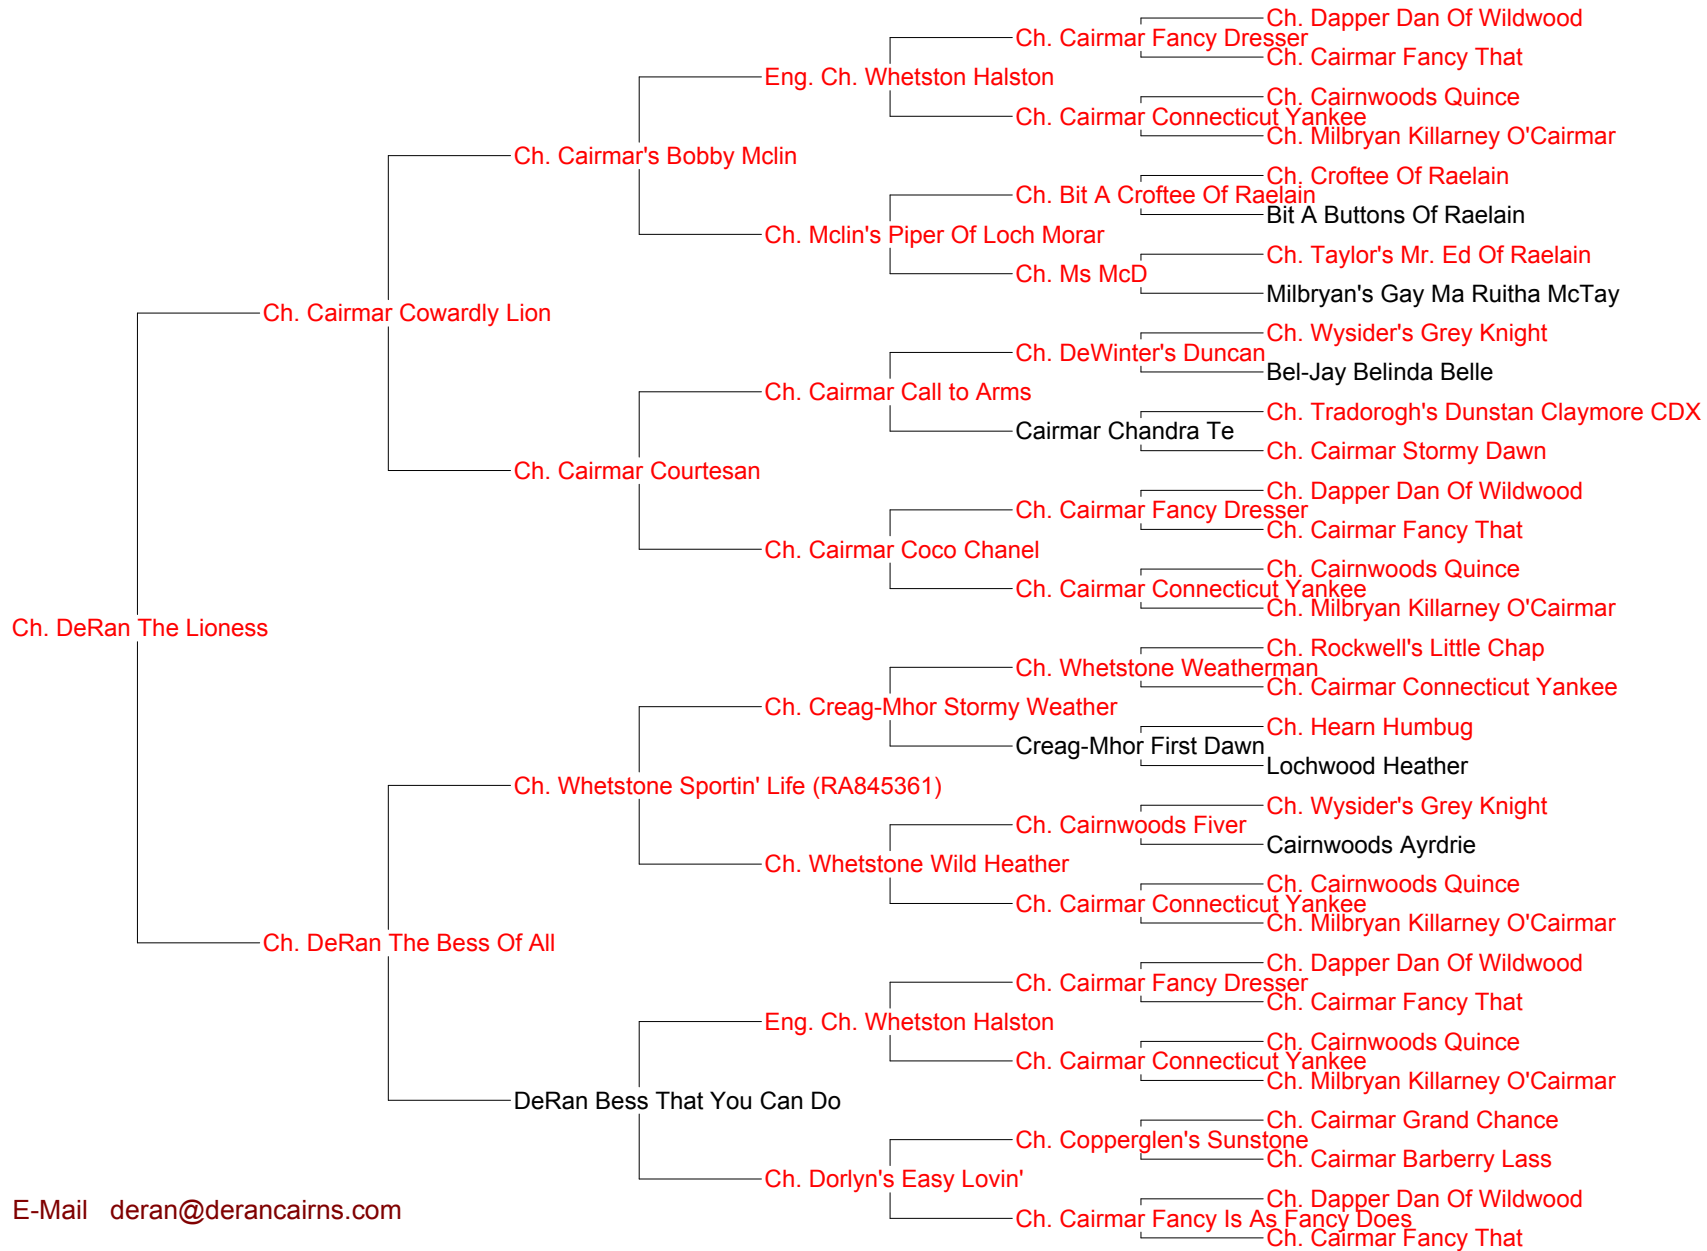 Ch. DeRan The Lioness
Ch. Cairmar Cowardly Lion
Ch. DeRan The Bess Of All
Ch. Cairmar's Bobby Mclin
Ch. Cairmar Courtesan
Ch. Whetstone Sportin' Life (RA845361)
DeRan Bess That You Can Do
Eng. Ch. Whetston Halston
Ch. Mclin's Piper Of Loch Morar
Ch. Cairmar Call to Arms
Ch. Cairmar Coco Chanel
Ch. Creag-Mhor Stormy Weather
Ch. Whetstone Wild Heather
Eng. Ch. Whetston Halston
Ch. Dorlyn's Easy Lovin'
Ch. Cairmar Fancy Dresser
Ch. Cairmar Connecticut Yankee
Ch. Bit A Croftee Of Raelain
Ch. Ms McD
Ch. DeWinter's Duncan
Cairmar Chandra Te
Ch. Cairmar Fancy Dresser
Ch. Cairmar Connecticut Yankee
Ch. Whetstone Weatherman
Creag-Mhor First Dawn
Ch. Cairnwoods Fiver
Ch. Cairmar Connecticut Yankee
Ch. Cairmar Fancy Dresser
Ch. Cairmar Connecticut Yankee
Ch. Copperglen's Sunstone
Ch. Cairmar Fancy Is As Fancy Does
Ch. Dapper Dan Of Wildwood
Ch. Cairmar Fancy That
Ch. Cairnwoods Quince
Ch. Milbryan Killarney O'Cairmar
Ch. Croftee Of Raelain
Bit A Buttons Of Raelain
Ch. Taylor's Mr. Ed Of Raelain
Milbryan's Gay Ma Ruitha McTay
Ch. Wysider's Grey Knight
Bel-Jay Belinda Belle
Ch. Tradorogh's Dunstan Claymore CDX
Ch. Cairmar Stormy Dawn
Ch. Dapper Dan Of Wildwood
Ch. Cairmar Fancy That
Ch. Cairnwoods Quince
Ch. Milbryan Killarney O'Cairmar
Ch. Rockwell's Little Chap
Ch. Cairmar Connecticut Yankee
Ch. Hearn Humbug
Lochwood Heather
Ch. Wysider's Grey Knight
Cairnwoods Ayrdrie
Ch. Cairnwoods Quince
Ch. Milbryan Killarney O'Cairmar
Ch. Dapper Dan Of Wildwood
Ch. Cairmar Fancy That
Ch. Cairnwoods Quince
Ch. Milbryan Killarney O'Cairmar
Ch. Cairmar Grand Chance
Ch. Cairmar Barberry Lass
Ch. Dapper Dan Of Wildwood
Ch. Cairmar Fancy That
E-Mail deran@derancairns.com